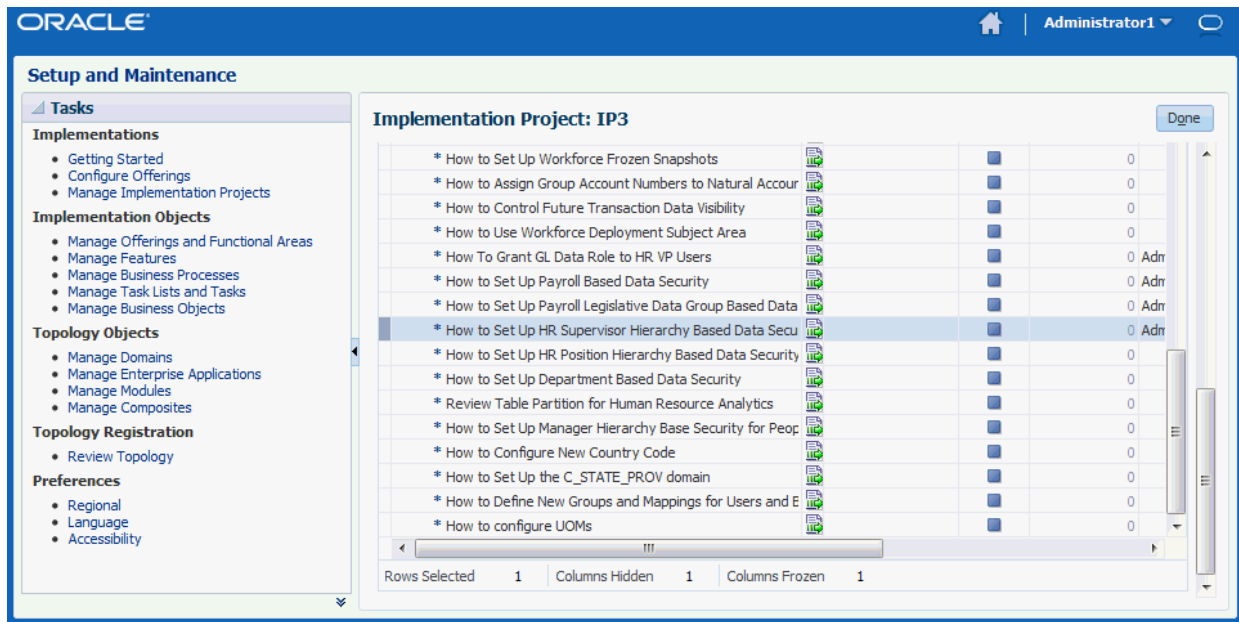 ORACLE
Administrator1
Setup and Maintenance
Tasks
Implementations
Getting Started
Configure Offerings
Manage Implementation Projects
Implementation Objects
Manage Offerings and Functional Areas
Manage Features
Manage Business Processes
Manage Task Lists and Tasks
Manage Business Objects
Topology Objects
Manage Domains
Manage Enterprise Applications
Manage Modules
Manage Composites
Topology Registration
Review Topology
Preferences
Regional
Language
Accessibility
Implementation Project: IP3
Done
* How to Set Up Workforce Frozen Snapshots 0
* How to Assign Group Account Numbers to Natural Accour 0
* How to Control Future Transaction Data Visibility 0
* How to Use Workforce Deployment Subject Area 0
* How To Grant GL Data Role to HR VP Users 0 Adm
* How to Set Up Payroll Based Data Security 0 Adm
* How to Set Up Payroll Legislative Data Group Based Data 0 Adm
* How to Set Up HR Supervisor Hierarchy Based Data Secu 0 Adm
* How to Set Up HR Position Hierarchy Based Data Security 0
* How to Set Up Department Based Data Security 0
* Review Table Partition for Human Resource Analytics 0
* How to Set Up Manager Hierarchy Base Security for Peop 0
* How to Configure New Country Code 0
* How to Set Up the C_STATE_PROV domain 0
* How to Define New Groups and Mappings for Users and E 0
* How to configure UOMs 0
Rows Selected 1 Columns Hidden 1 Columns Frozen 1